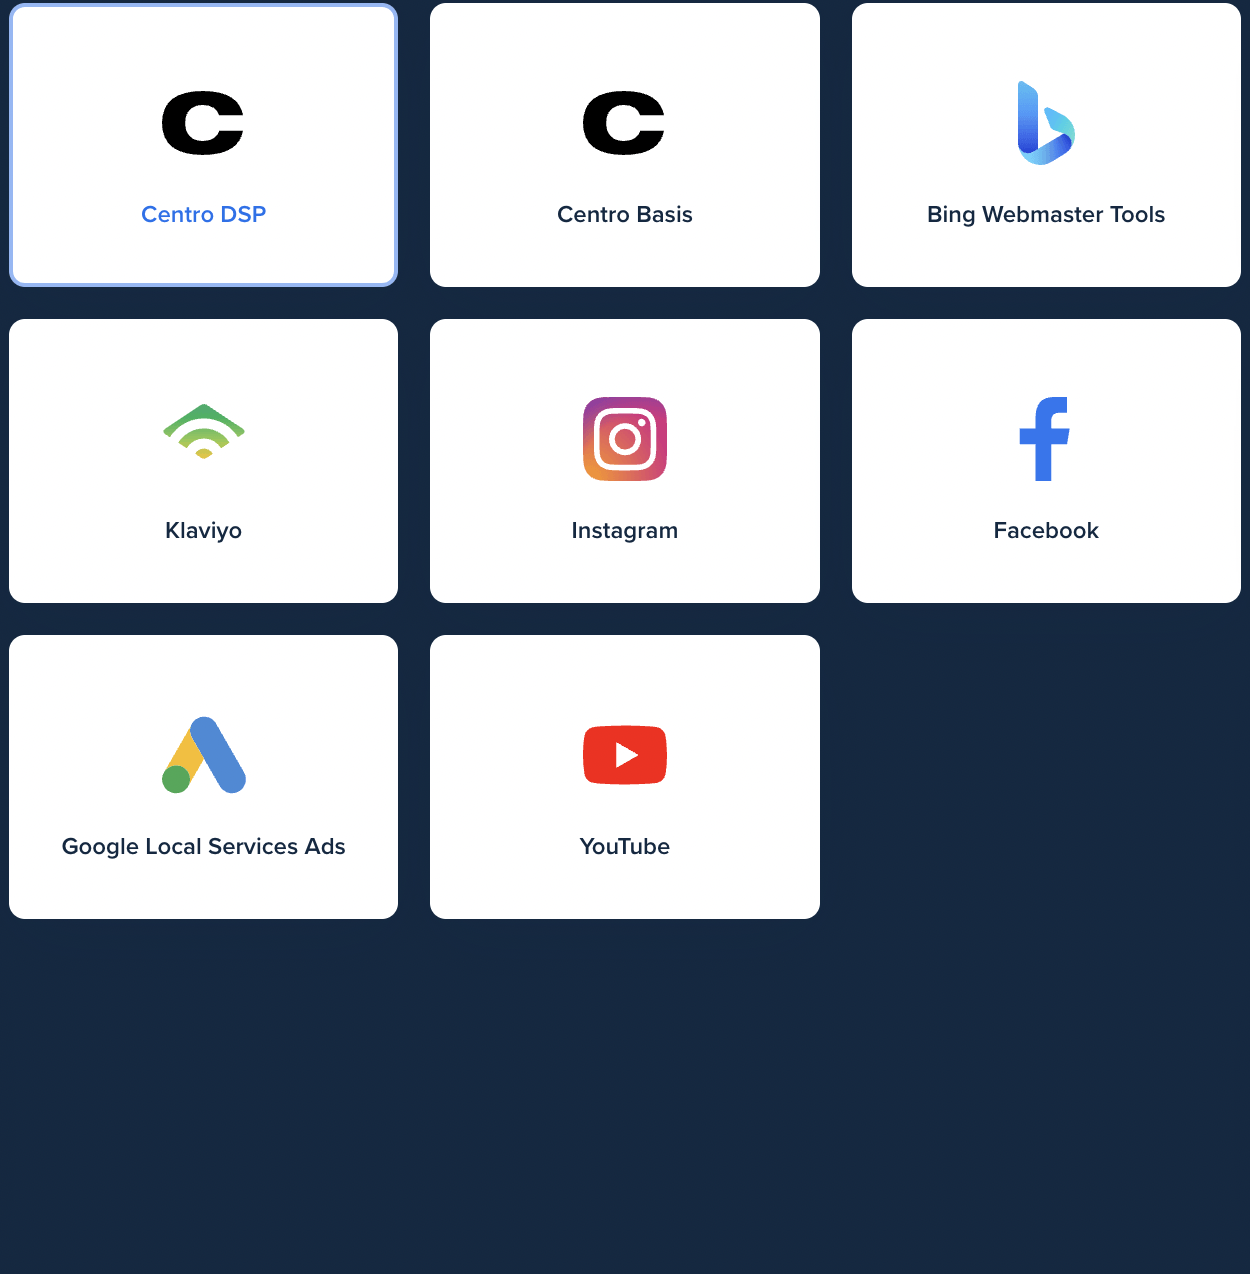 Centro DSP
Centro Basis
Bing Webmaster Tools
Klaviyo
Instagram
Facebook
Google Local Services Ads
YouTube